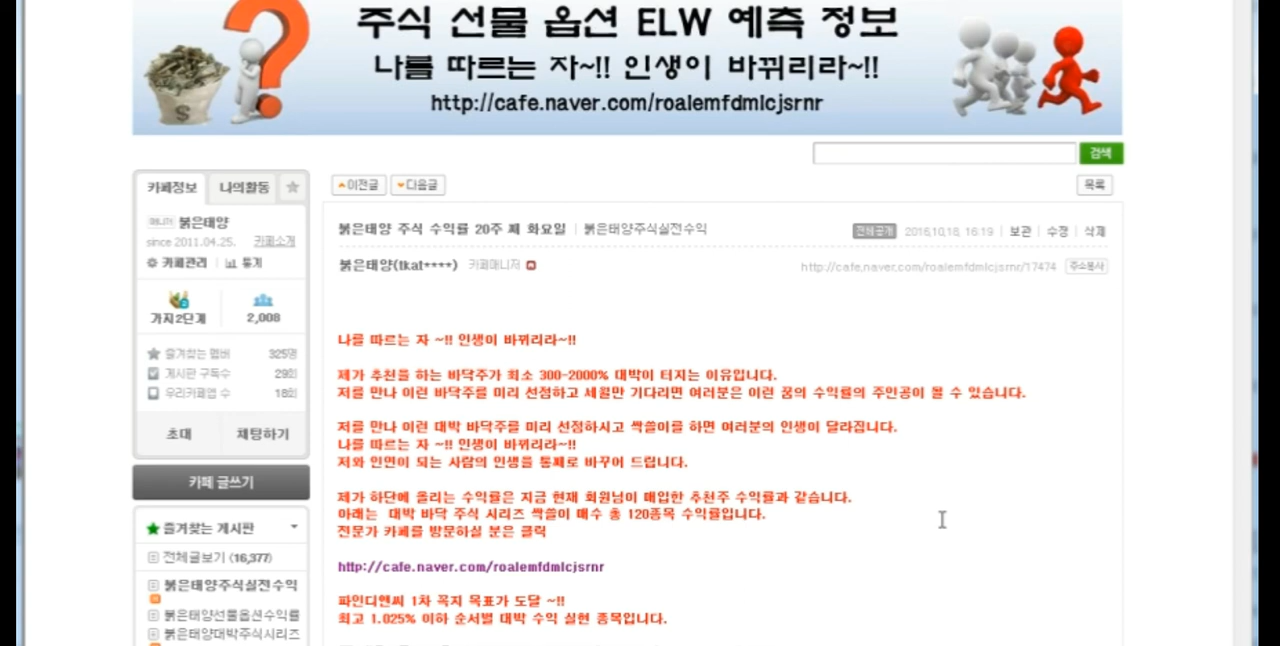 주식 선물 옵션 ELW 예측 정보
나를 따르는 자~!! 인생이 바뀌리라~!!
http://cafe.naver.com/roalemfdmlcjsrnr
검색
카페정보 나의활동
이전글 다음글
목록
매니저 붉은태양
since 2011.04.25. 카페소개
카페관리 통계
가지2단계 2,008
즐겨찾는 멤버 325명
게시판 구독수 29회
우리카페앱 수 18회
초대 채팅하기
카페 글쓰기
즐겨찾는 게시판
전체글보기 (16,377)
붉은태양주식실전수익
붉은태양선물옵션수익률
붉은태양대박주식시리즈
붉은태양 주식 수익률 20주 째 화요일 | 붉은태양주식실전수익
전체공개 2016.10.18. 16:19 | 보관 | 수정 | 삭제
붉은태양(tkat****) 카페매니저
http://cafe.naver.com/roalemfdmlcjsrnr/17474 주소복사
나를 따르는 자 ~!! 인생이 바뀌리라~!!
제가 추천을 하는 바닥주가 최소 300-2000% 대박이 터지는 이유입니다.
저를 만나 이런 바닥주를 미리 선점하고 세월만 기다리면 여러분은 이런 꿈의 수익률의 주인공이 될 수 있습니다.
저를 만나 이런 대박 바닥주를 미리 선점하시고 싹쓸이를 하면 여러분의 인생이 달라집니다.
나를 따르는 자 ~!! 인생이 바뀌리라~!!
저와 인연이 되는 사람의 인생을 통째로 바꾸어 드립니다.
제가 하단에 올리는 수익률은 지금 현재 회원님이 매입한 추천주 수익률과 같습니다.
아래는 대박 바닥 주식 시리즈 싹쓸이 매수 총 120종목 수익률입니다.
전문가 카페를 방문하실 분은 클릭
http://cafe.naver.com/roalemfdmlcjsrnr
파인디앤씨 1차 꼭지 목표가 도달 ~!!
최고 1.025% 이하 순서별 대박 수익 실현 종목입니다.